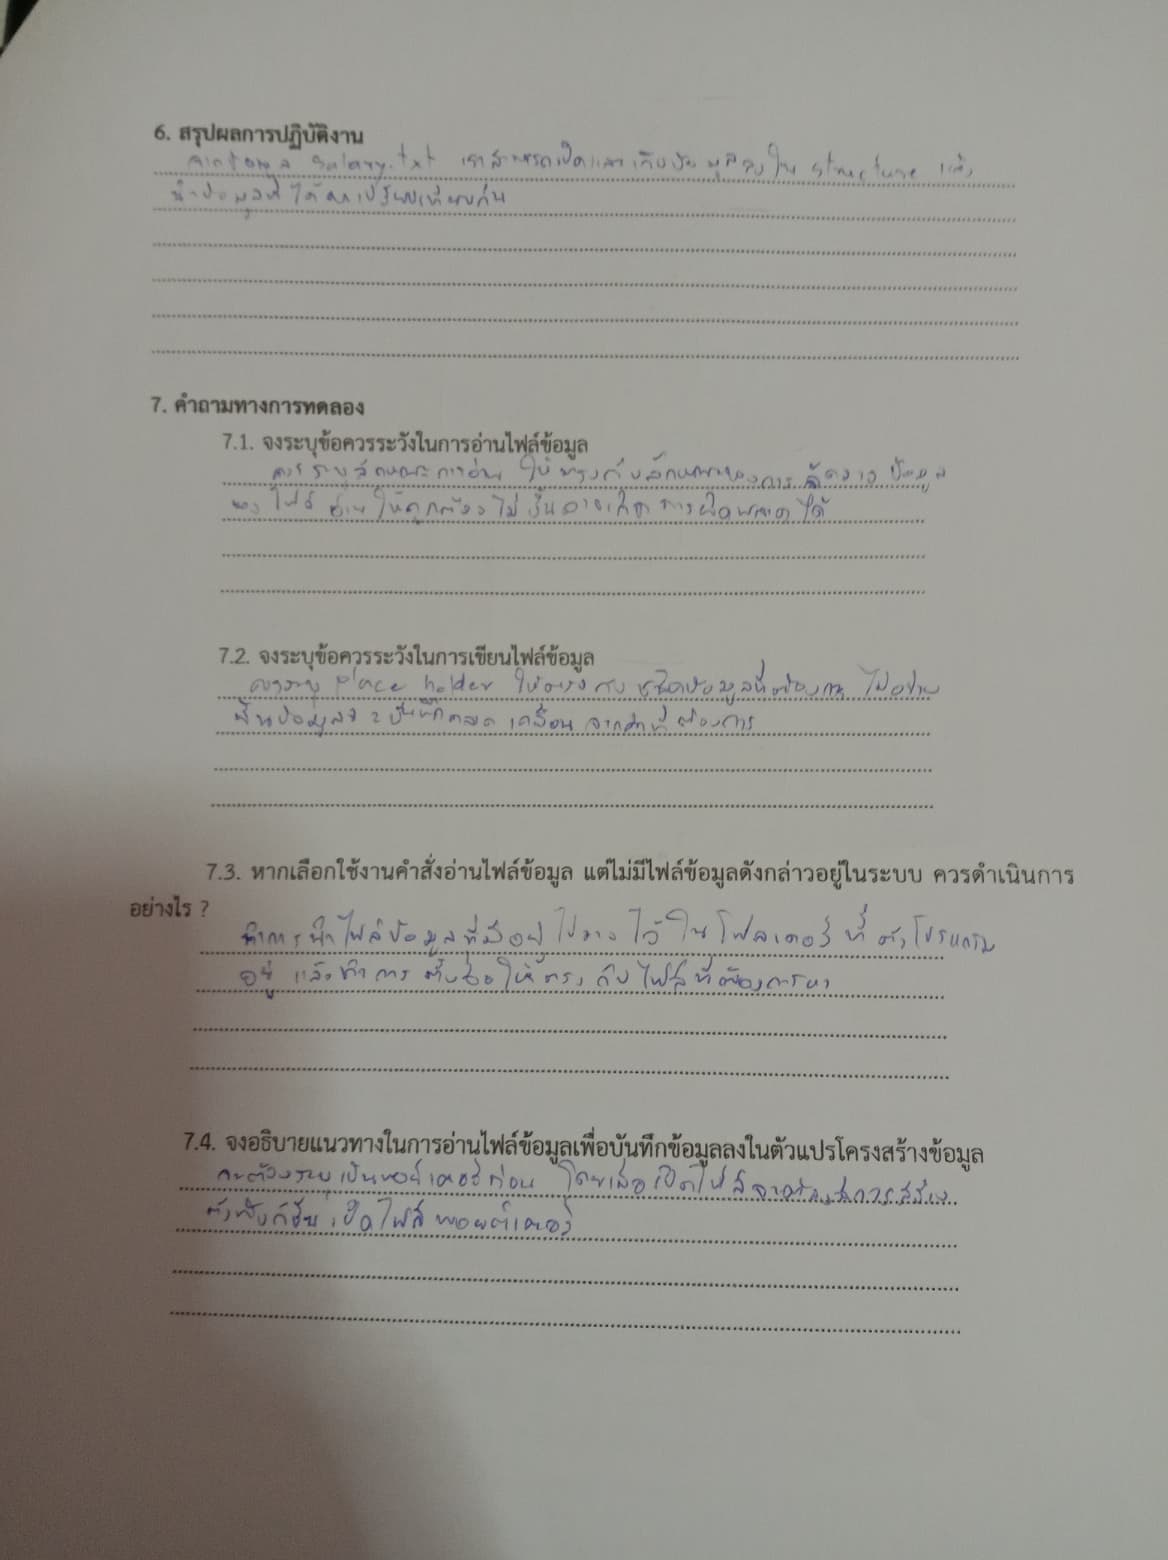 6. สรุปผลการปฏิบัติงาน
salary.txt เราสามารถเปิดและเก็บข้อมูลลงใน structure แล้ว
นำข้อมูลที่ได้มาเปรียบเทียบกัน
7. คำถามทางการทดลอง
7.1. จงระบุข้อควรระวังในการอ่านไฟล์ข้อมูล
ควรระบุลักษณะการอ่าน ให้ตรงกับลักษณะของการจัดวางข้อมูล
ของไฟล์ อ่านให้ถูกต้อง ไม่งั้นอาจเกิดการผิดพลาดได้
7.2. จงระบุข้อควรระวังในการเขียนไฟล์ข้อมูล
ควรระบุ place holder ให้ตรงกับชนิดข้อมูลที่ต้องการ ไม่อย่าง
นั้นข้อมูลจะบันทึกคลาดเคลื่อนจากค่าที่ต้องการ
7.3. หากเลือกใช้งานคำสั่งอ่านไฟล์ข้อมูล แต่ไม่มีไฟล์ข้อมูลดังกล่าวอยู่ในระบบ ควรดำเนินการ
อย่างไร ?
ทำการนำไฟล์ข้อมูลที่มีอยู่ไปวางไว้ในโฟลเดอร์ที่ตัวโปรแกรม
อยู่ แล้วทำการตั้งชื่อให้ตรงกับไฟล์ที่ต้องการหา
7.4. จงอธิบายแนวทางในการอ่านไฟล์ข้อมูลเพื่อบันทึกข้อมูลลงในตัวแปรโครงสร้างข้อมูล
จะต้องระบุเป็นพอยเตอร์ก่อน โดยเมื่อเปิดไฟล์
ตัวฟังก์ชัน เปิดไฟล์พอยต์เตอร์